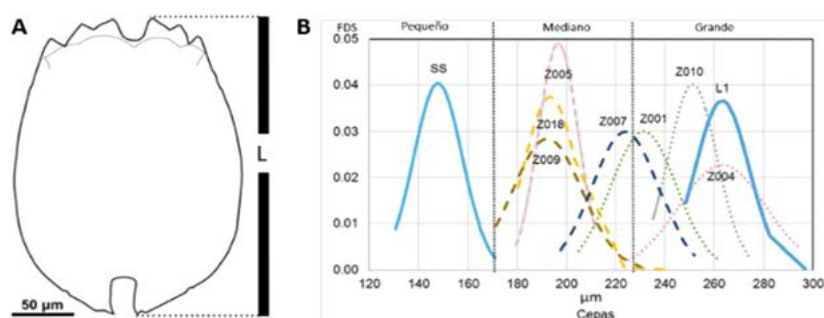 A
L
50 µm
B
FDS
Pequeño Mediano Grande
0.05
0.04
0.03
0.02
0.01
0.00
SS
Z005
Z018
Z009
Z007
Z001
Z010
L1
Z004
120 140 160 180 200 220 240 260 280 300
µm
Cepas